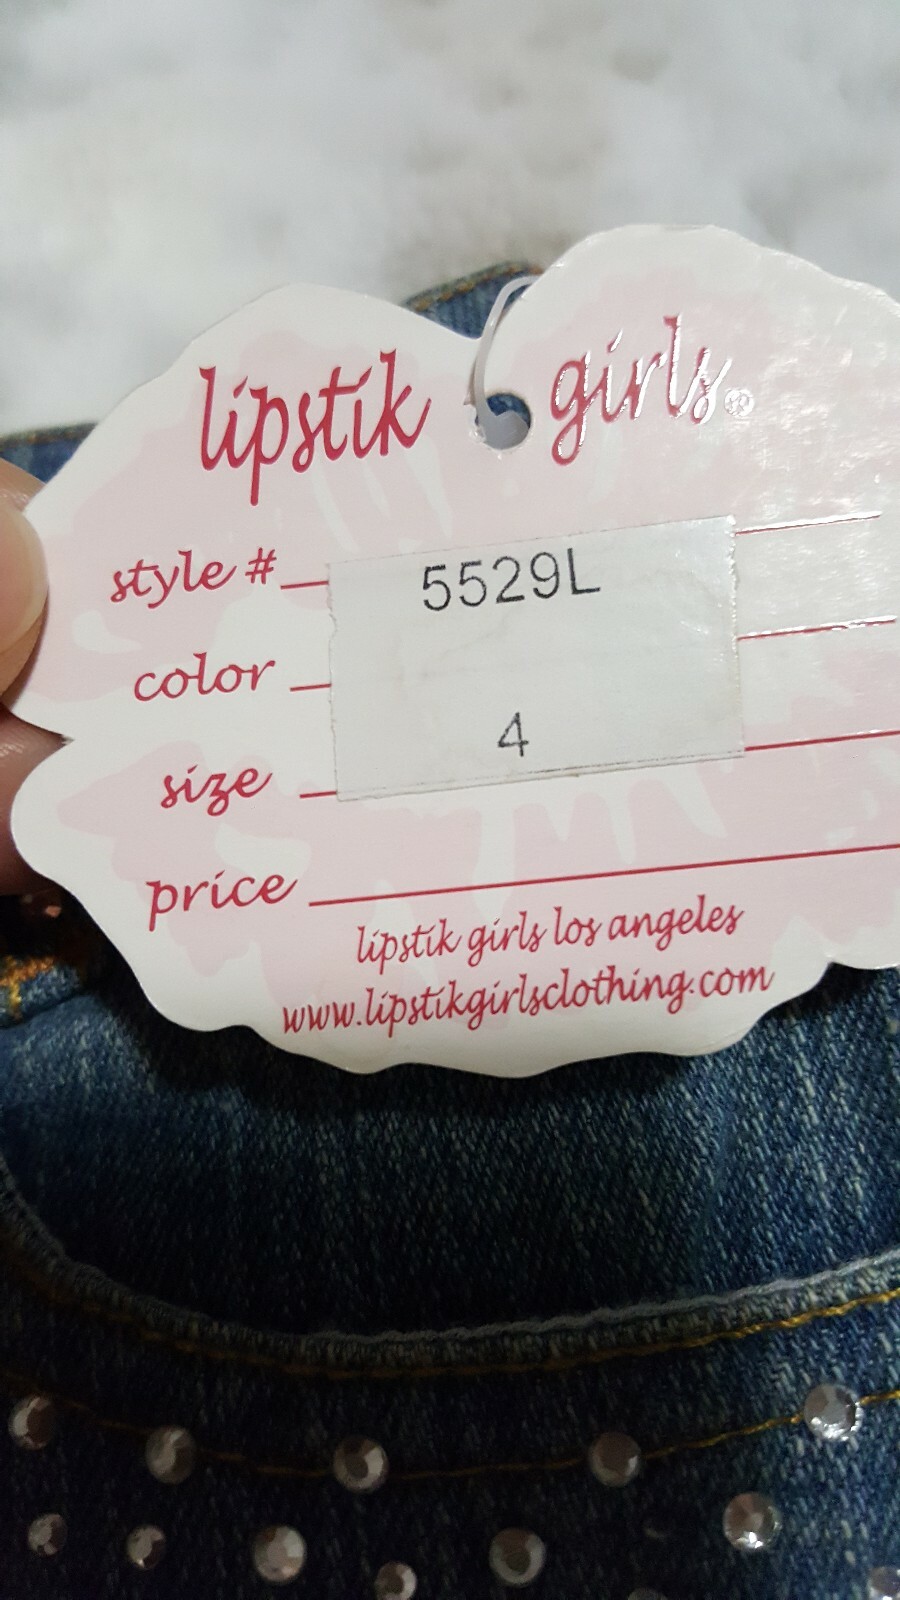 lipstik girls®
style # 5529L
color
size 4
price
lipstik girls los angeles
www.lipstikgirlsclothing.com